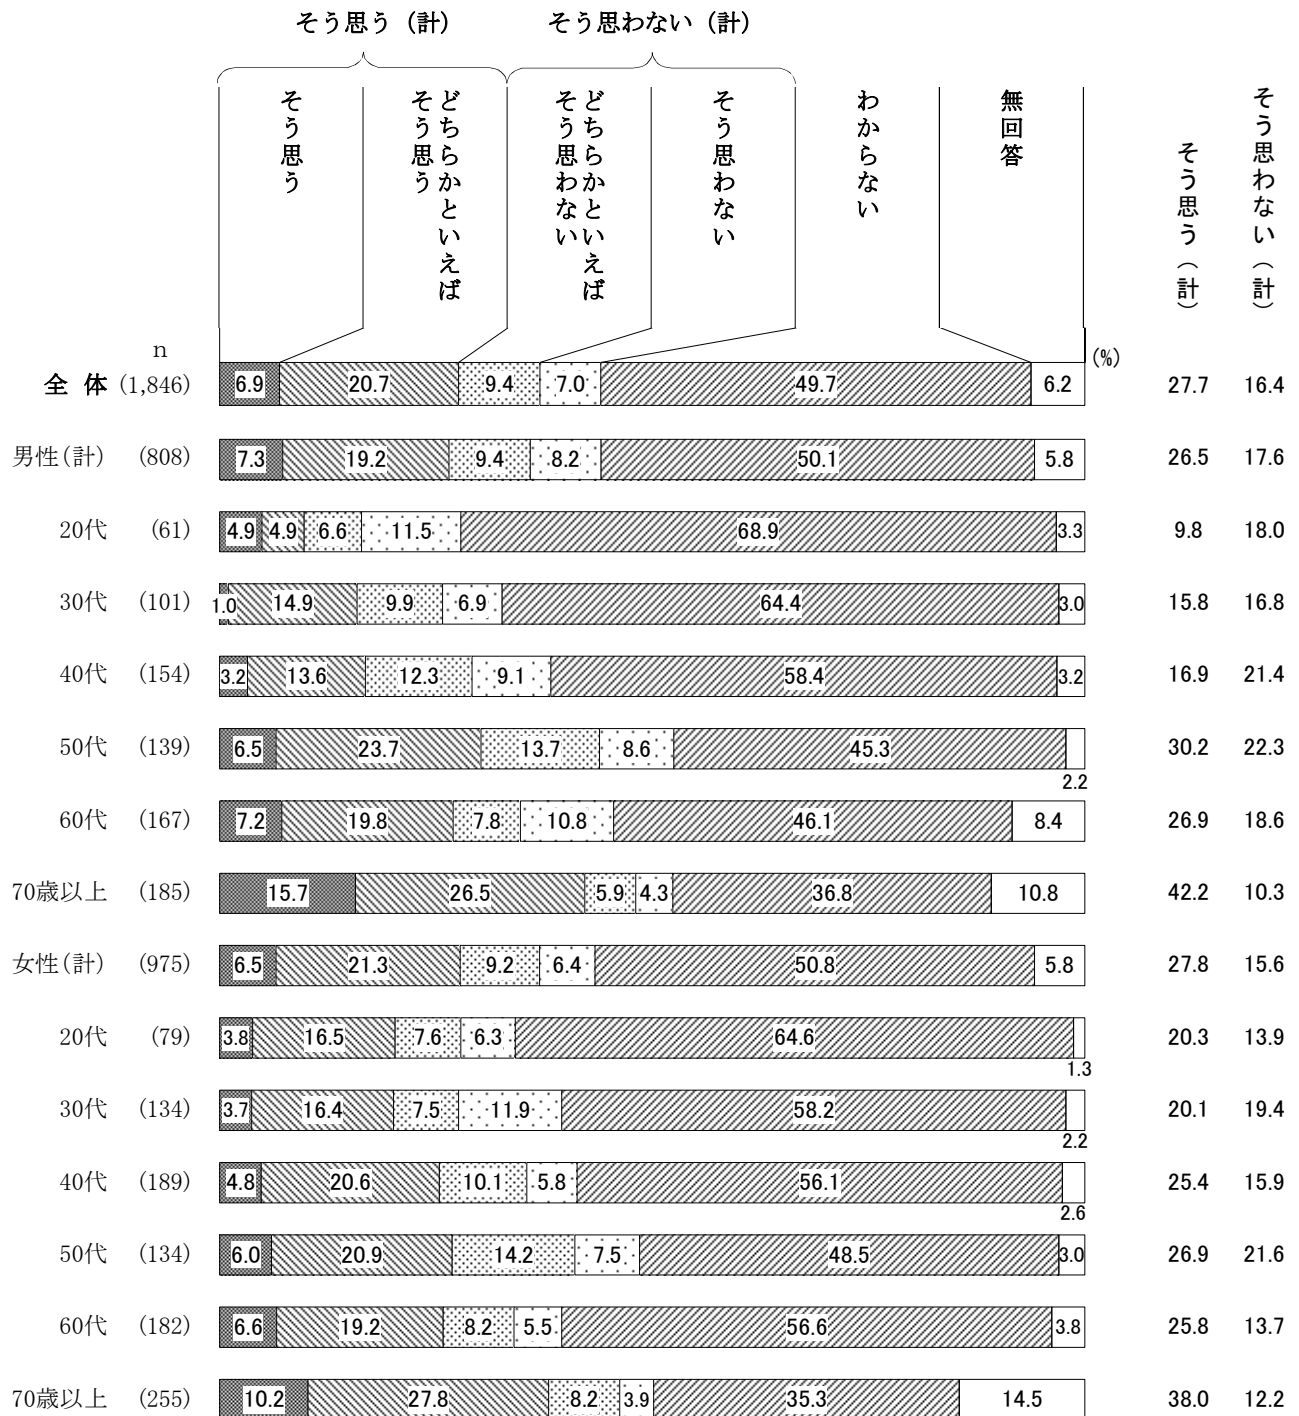 そう思う（計） そう思わない（計）
そう思う
どちらかといえば
そう思う
どちらかといえば
そう思わない
そう思わない
わからない
無回答
そう思う（計）
そう思わない（計）
n
(%)
全 体 (1,846) 6.9 20.7 9.4 7.0 49.7 6.2 27.7 16.4
男性(計) (808) 7.3 19.2 9.4 8.2 50.1 5.8 26.5 17.6
20代 (61) 4.9 4.9 6.6 11.5 68.9 3.3 9.8 18.0
30代 (101) 1.0 14.9 9.9 6.9 64.4 3.0 15.8 16.8
40代 (154) 3.2 13.6 12.3 9.1 58.4 3.2 16.9 21.4
50代 (139) 6.5 23.7 13.7 8.6 45.3 2.2 30.2 22.3
60代 (167) 7.2 19.8 7.8 10.8 46.1 8.4 26.9 18.6
70歳以上 (185) 15.7 26.5 5.9 4.3 36.8 10.8 42.2 10.3
女性(計) (975) 6.5 21.3 9.2 6.4 50.8 5.8 27.8 15.6
20代 (79) 3.8 16.5 7.6 6.3 64.6 1.3 20.3 13.9
30代 (134) 3.7 16.4 7.5 11.9 58.2 2.2 20.1 19.4
40代 (189) 4.8 20.6 10.1 5.8 56.1 2.6 25.4 15.9
50代 (134) 6.0 20.9 14.2 7.5 48.5 3.0 26.9 21.6
60代 (182) 6.6 19.2 8.2 5.5 56.6 3.8 25.8 13.7
70歳以上 (255) 10.2 27.8 8.2 3.9 35.3 14.5 38.0 12.2